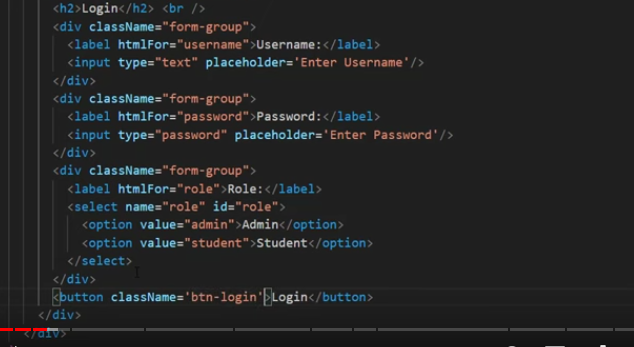 <h2>Login</h2> <br />
<div className="form-group">
<label htmlFor="username">Username:</label>
<input type="text" placeholder='Enter Username'/>
</div>
<div className="form-group">
<label htmlFor="password">Password:</label>
<input type="password" placeholder='Enter Password'/>
</div>
<div className="form-group">
<label htmlFor="role">Role:</label>
<select name="role" id="role">
<option value="admin">Admin</option>
<option value="student">Student</option>
</select>
</div>
<button className='btn-login'>Login</button>
</div>
</div>